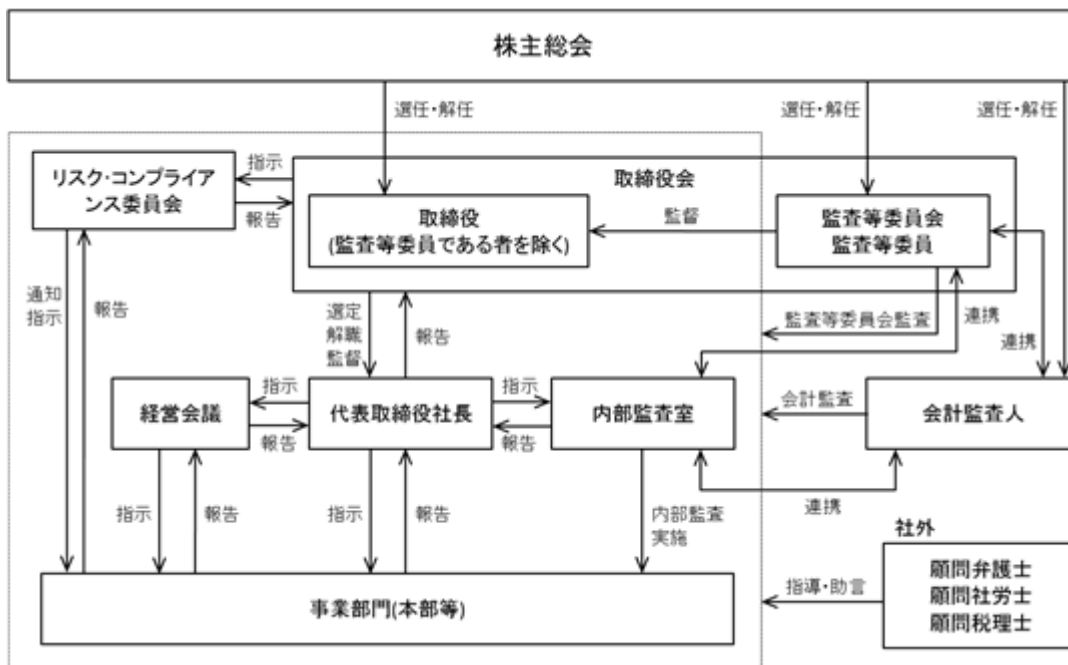 株主総会
選任・解任
選任・解任
選任・解任
リスク・コンプライア
ンス委員会
指示
報告
取締役会
取締役
(監査等委員である者を除く)
監督
監査等委員会
監査等委員
通知
指示
報告
選定
解職
監督
報告
監査等委員会監査
連携
連携
経営会議
指示
報告
代表取締役社長
指示
報告
内部監査室
会計監査
会計監査人
指示
報告
指示
報告
内部監査
実施
連携
社外
事業部門(本部等)
指導・助言
顧問弁護士
顧問社労士
顧問税理士